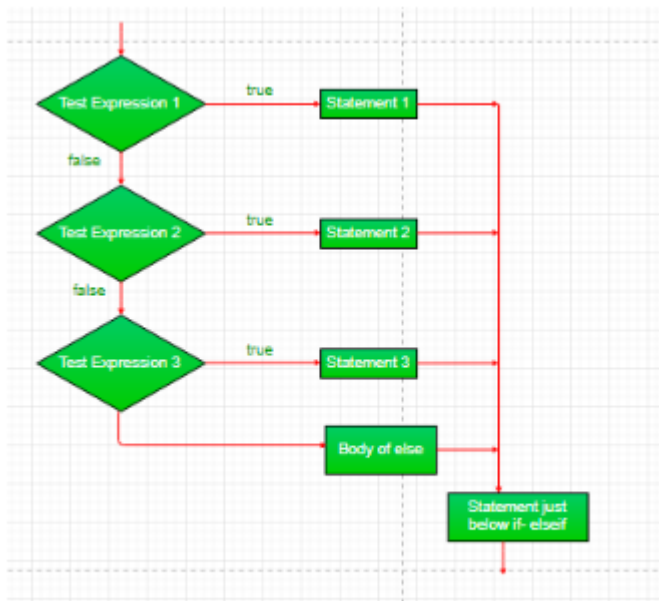 Test Expression 1
true
Statement 1
false
Test Expression 2
true
Statement 2
false
Test Expression 3
true
Statement 3
Body of else
Statement just
below if- elseif